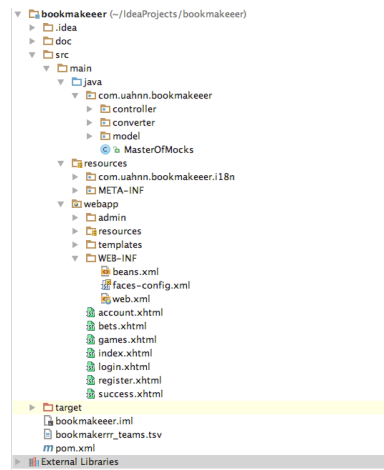 bookmakeeer (~/IdeaProjects/bookmakeeer)
.idea
doc
src
main
java
com.uahnn.bookmakeeer
controller
converter
model
MasterOfMocks
resources
com.uahnn.bookmakeeer.i18n
META-INF
webapp
admin
resources
templates
WEB-INF
beans.xml
faces-config.xml
web.xml
account.xhtml
bets.xhtml
games.xhtml
index.xhtml
login.xhtml
register.xhtml
success.xhtml
target
bookmakeeer.iml
bookmakerrr_teams.tsv
pom.xml
External Libraries